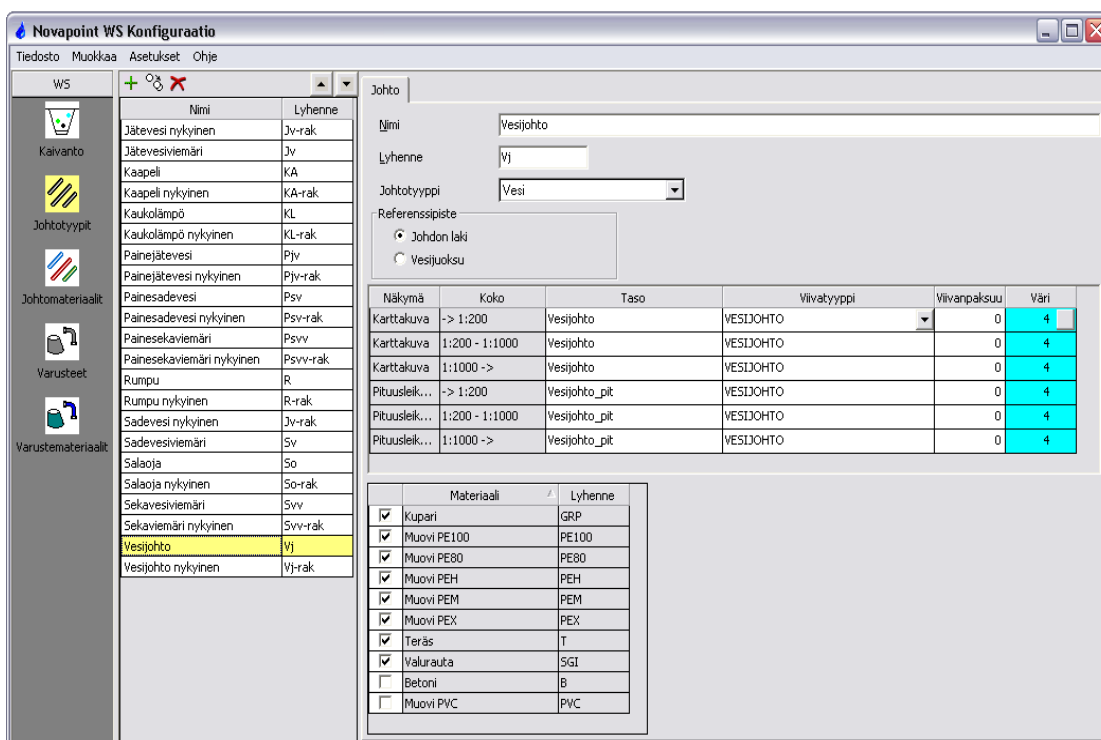 Novapoint WS Konfiguraatio
Tiedosto Muokkaa Asetukset Ohje
WS
Kaivanto
Johtotyypit
Johtomateriaalit
Varusteet
Varustemateriaalit
Nimi Lyhenne
Jätevesi nykyinen Jv-rak
Jätevesiviemäri Jv
Kaapeli KA
Kaapeli nykyinen KA-rak
Kaukolämpö KL
Kaukolämpö nykyinen KL-rak
Painejätevesi Pjv
Painejätevesi nykyinen Pjv-rak
Painesadevesi Psv
Painesadevesi nykyinen Psv-rak
Painesekaviemäri Psvv
Painesekaviemäri nykyinen Psvv-rak
Rumpu R
Rumpu nykyinen R-rak
Sadevesi nykyinen Jv-rak
Sadevesiviemäri Sv
Salaoja So
Salaoja nykyinen So-rak
Sekavesiviemäri Svv
Sekaviemäri nykyinen Svv-rak
Vesijohto Vj
Vesijohto nykyinen Vj-rak
Johto
Nimi Vesijohto
Lyhenne Vj
Johtotyyppi Vesi
Referenssipiste
Johdon laki
Vesijuoksu
Näkymä Koko Taso Viivatyyppi Viivanpaksuu Väri
Karttakuva -> 1:200 Vesijohto VESIJOHTO 0 4
Karttakuva 1:200 - 1:1000 Vesijohto VESIJOHTO 0 4
Karttakuva 1:1000 -> Vesijohto VESIJOHTO 0 4
Pituusleik... -> 1:200 Vesijohto_pit VESIJOHTO 0 4
Pituusleik... 1:200 - 1:1000 Vesijohto_pit VESIJOHTO 0 4
Pituusleik... 1:1000 -> Vesijohto_pit VESIJOHTO 0 4
Materiaali Lyhenne
Kupari GRP
Muovi PE100 PE100
Muovi PE80 PE80
Muovi PEH PEH
Muovi PEM PEM
Muovi PEX PEX
Teräs T
Valurauta SGI
Betoni B
Muovi PVC PVC